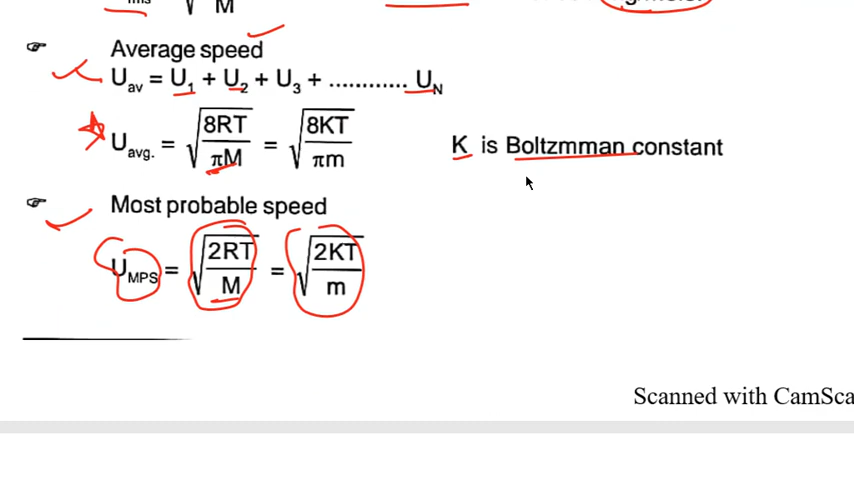 rms √ M
☞ Average speed
U_av = U_1 + U_2 + U_3 + ............ U_N
U_avg. = √(8RT/πM) = √(8KT/πm)    K is Boltzmman constant
☞ Most probable speed
U_MPS = √(2RT/M) = √(2KT/m)
Scanned with CamSca